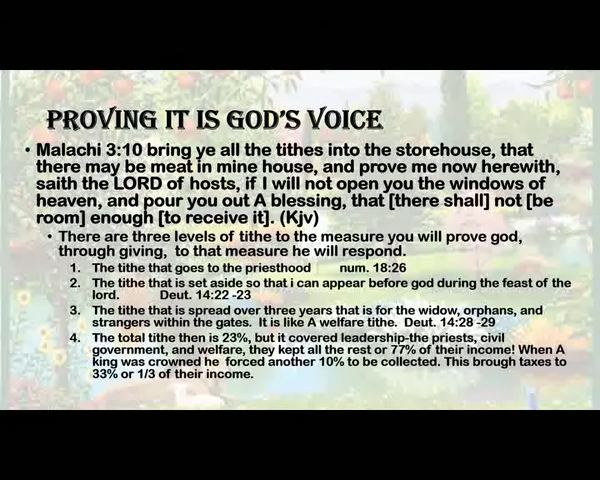 PROVING IT IS GOD'S VOICE
• Malachi 3:10 bring ye all the tithes into the storehouse, that
there may be meat in mine house, and prove me now herewith,
saith the LORD of hosts, if I will not open you the windows of
heaven, and pour you out A blessing, that [there shall] not [be
room] enough [to receive it]. (Kjv)
• There are three levels of tithe to the measure you will prove god,
through giving, to that measure he will respond.
1. The tithe that goes to the priesthood num. 18:26
2. The tithe that is set aside so that i can appear before god during the feast of the
lord. Deut. 14:22 -23
3. The tithe that is spread over three years that is for the widow, orphans, and
strangers within the gates. It is like A welfare tithe. Deut. 14:28 -29
4. The total tithe then is 23%, but it covered leadership-the priests, civil
government, and welfare, they kept all the rest or 77% of their income! When A
king was crowned he forced another 10% to be collected. This brough taxes to
33% or 1/3 of their income.